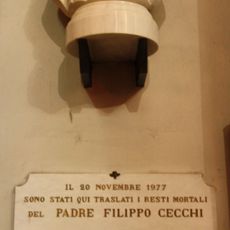 IL 20 NOVEMBRE 1977
SONO STATI QUI TRASLATI I RESTI MORTALI
DEL PADRE FILIPPO CECCHI